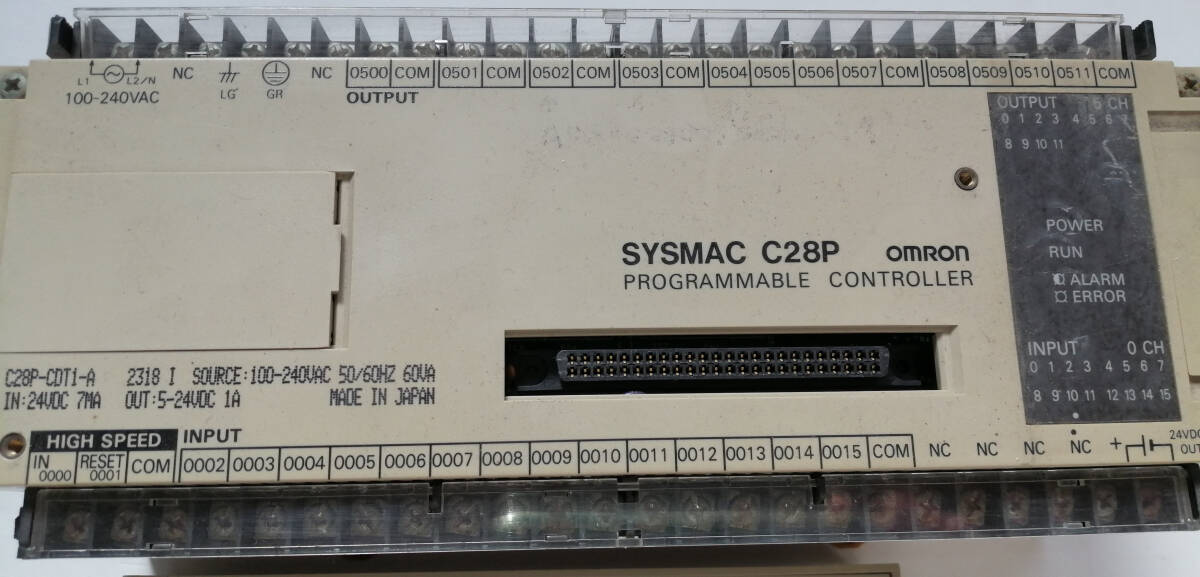 L1 L2/N NC LG GR NC 0500 COM 0501 COM 0502 COM 0503 COM 0504 0505 0506 0507 COM 0508 0509 0510 0511 COM
100-240VAC
OUTPUT
OUTPUT 5 CH
0 1 2 3 4 5 6 7
8 9 10 11
POWER
RUN
ALARM
ERROR
SYSMAC C28P OMRON
PROGRAMMABLE CONTROLLER
INPUT 0 CH
0 1 2 3 4 5 6 7
8 9 10 11 12 13 14 15
C28P-CDT1-A 2318 I SOURCE:100-240VAC 50/60HZ 60VA
IN:24VDC 7MA OUT:5-24VDC 1A MADE IN JAPAN
HIGH SPEED INPUT
IN 0000 RESET 0001 COM 0002 0003 0004 0005 0006 0007 0008 0009 0010 0011 0012 0013 0014 0015 COM NC NC NC NC +
24VDC
OUT